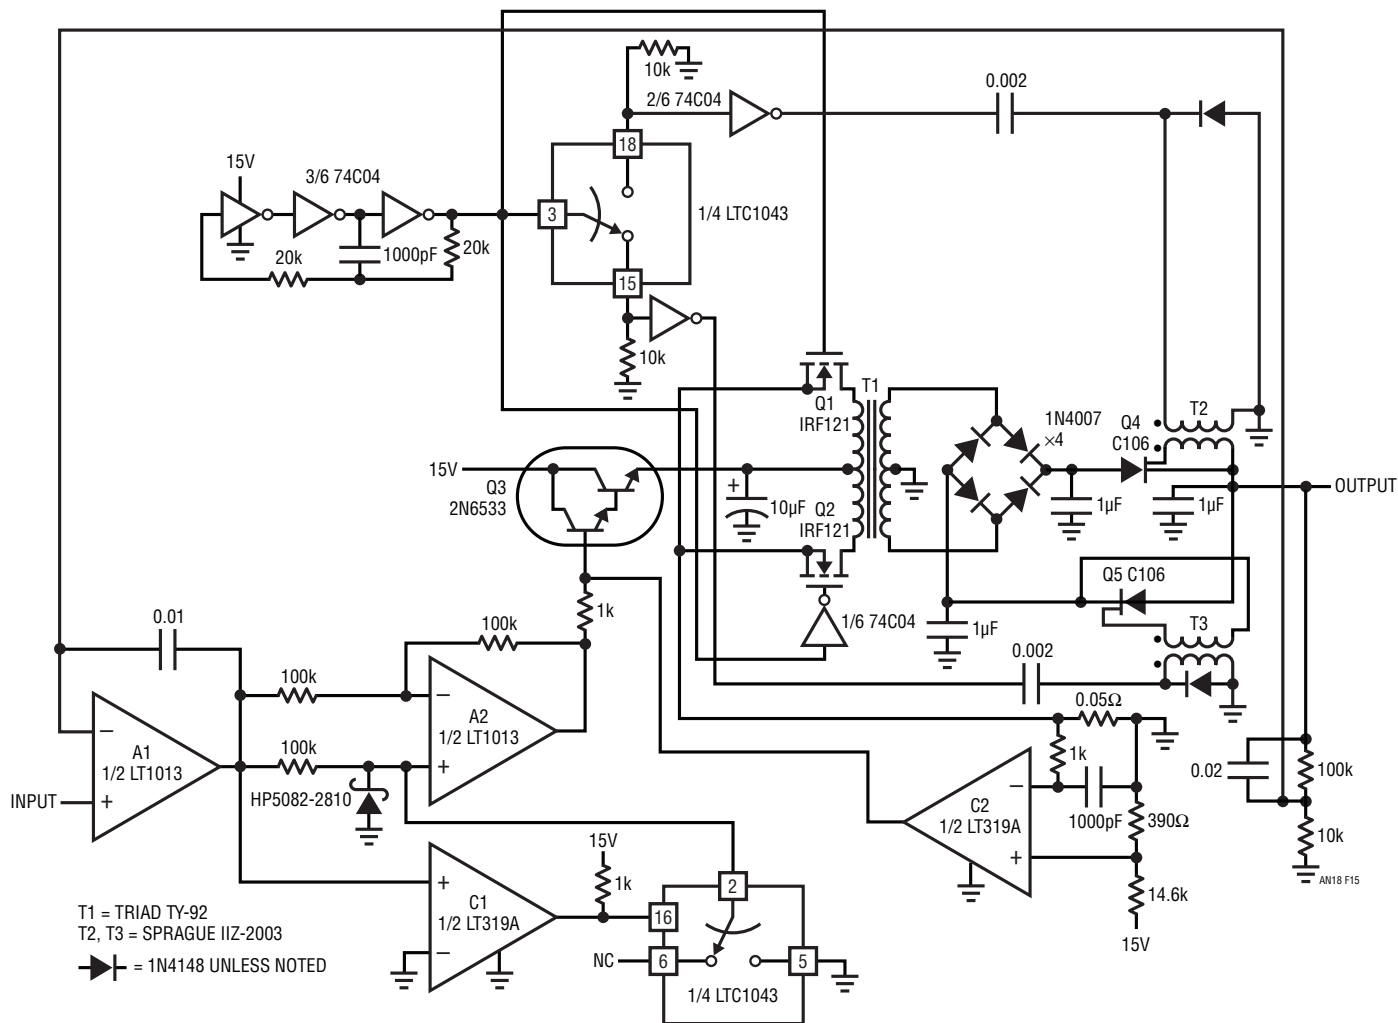 10k
2/6 74C04
0.002
18
15V
3/6 74C04
3
1/4 LTC1043
20k
1000pF
20k
15
10k
T1
Q1
IRF121
1N4007
×4
Q4
C106
T2
15V
Q3
2N6533
+
10µF
Q2
IRF121
1µF
1µF
OUTPUT
Q5 C106
1k
1/6 74C04
1µF
T3
0.01
100k
0.002
100k
−
A2
1/2 LT1013
+
0.05Ω
−
A1
1/2 LT1013
+
INPUT
100k
HP5082-2810
1k
−
C2
1/2 LT319A
+
1000pF
390Ω
0.02
100k
10k
AN18 F15
15V
1k
2
14.6k
15V
+
C1
1/2 LT319A
−
16
NC
6
5
1/4 LTC1043
T1 = TRIAD TY-92
T2, T3 = SPRAGUE IIZ-2003
= 1N4148 UNLESS NOTED